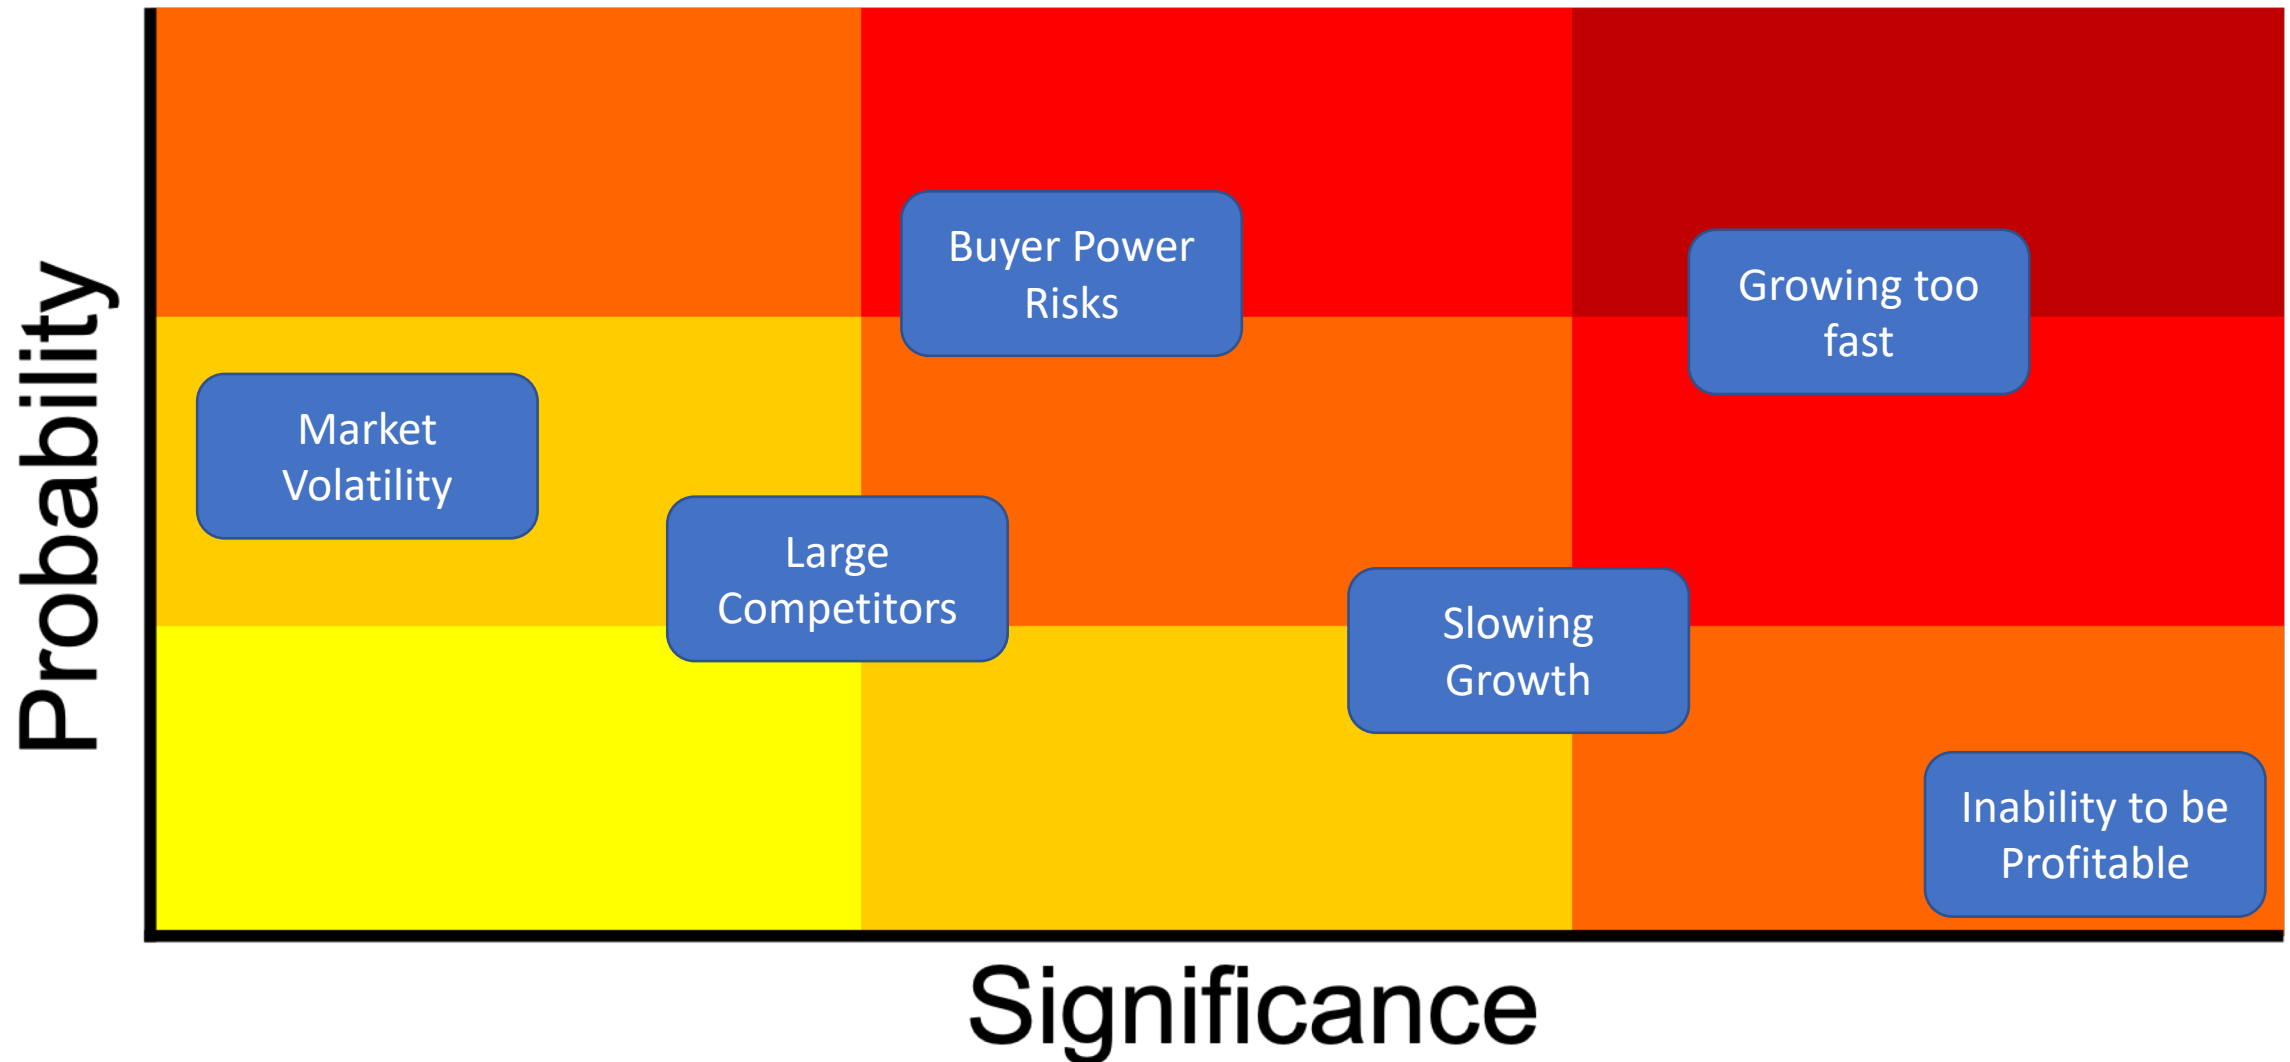 Probability
Buyer Power
Risks
Growing too
fast
Market
Volatility
Large
Competitors
Slowing
Growth
Inability to be
Profitable
Significance